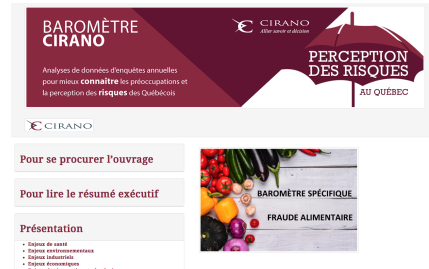 BAROMÈTRE
CIRANO
CIRANO
Allier savoir et décision
Analyses de données d'enquêtes annuelles
pour mieux connaître les préoccupations et
la perception des risques des Québécois
PERCEPTION
DES RISQUES
AU QUÉBEC
CIRANO
Pour se procurer l'ouvrage
Pour lire le résumé exécutif
Présentation
Enjeux de santé
Enjeux environnementaux
Enjeux industriels
Enjeux économiques
BAROMÈTRE SPÉCIFIQUE
FRAUDE ALIMENTAIRE